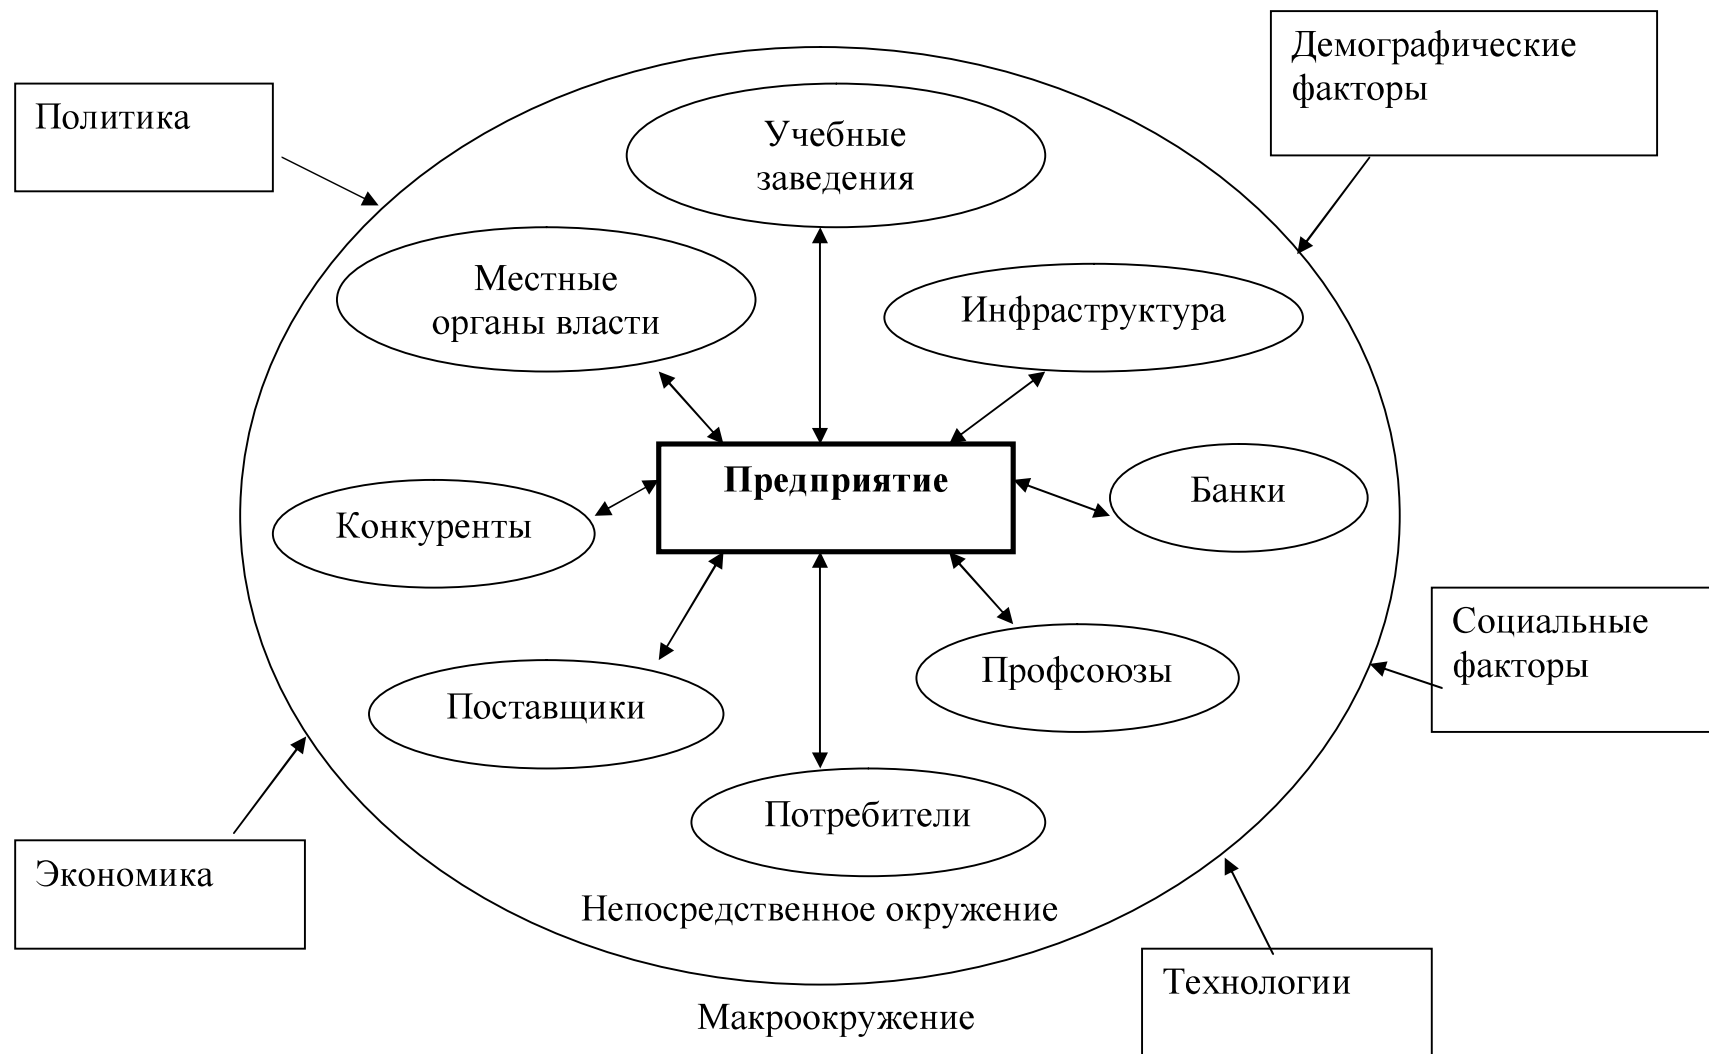 Демографические
факторы
Политика
Учебные
заведения
Местные
органы власти
Инфраструктура
Предприятие
Банки
Конкуренты
Социальные
факторы
Профсоюзы
Поставщики
Потребители
Экономика
Непосредственное окружение
Технологии
Макроокружение